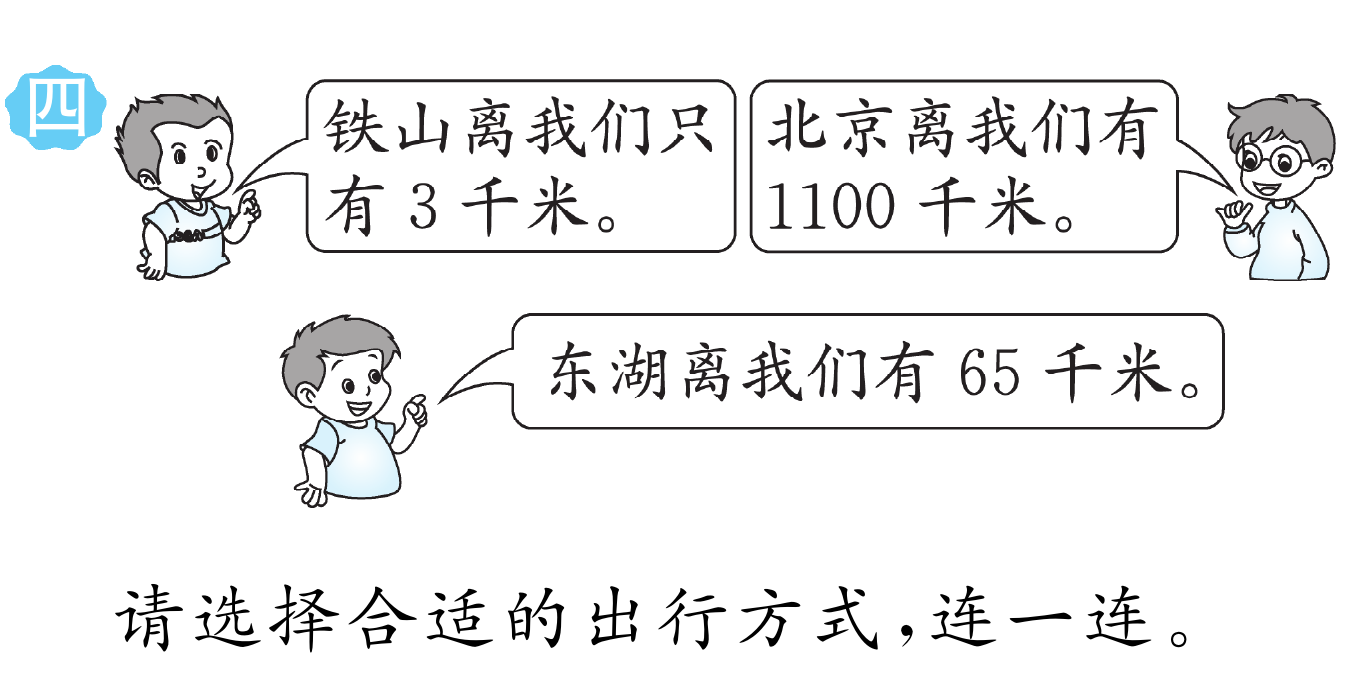 四
铁山离我们只
有 3 千米。
北京离我们有
1100 千米。
东湖离我们有 65 千米。
请选择合适的出行方式,连一连。